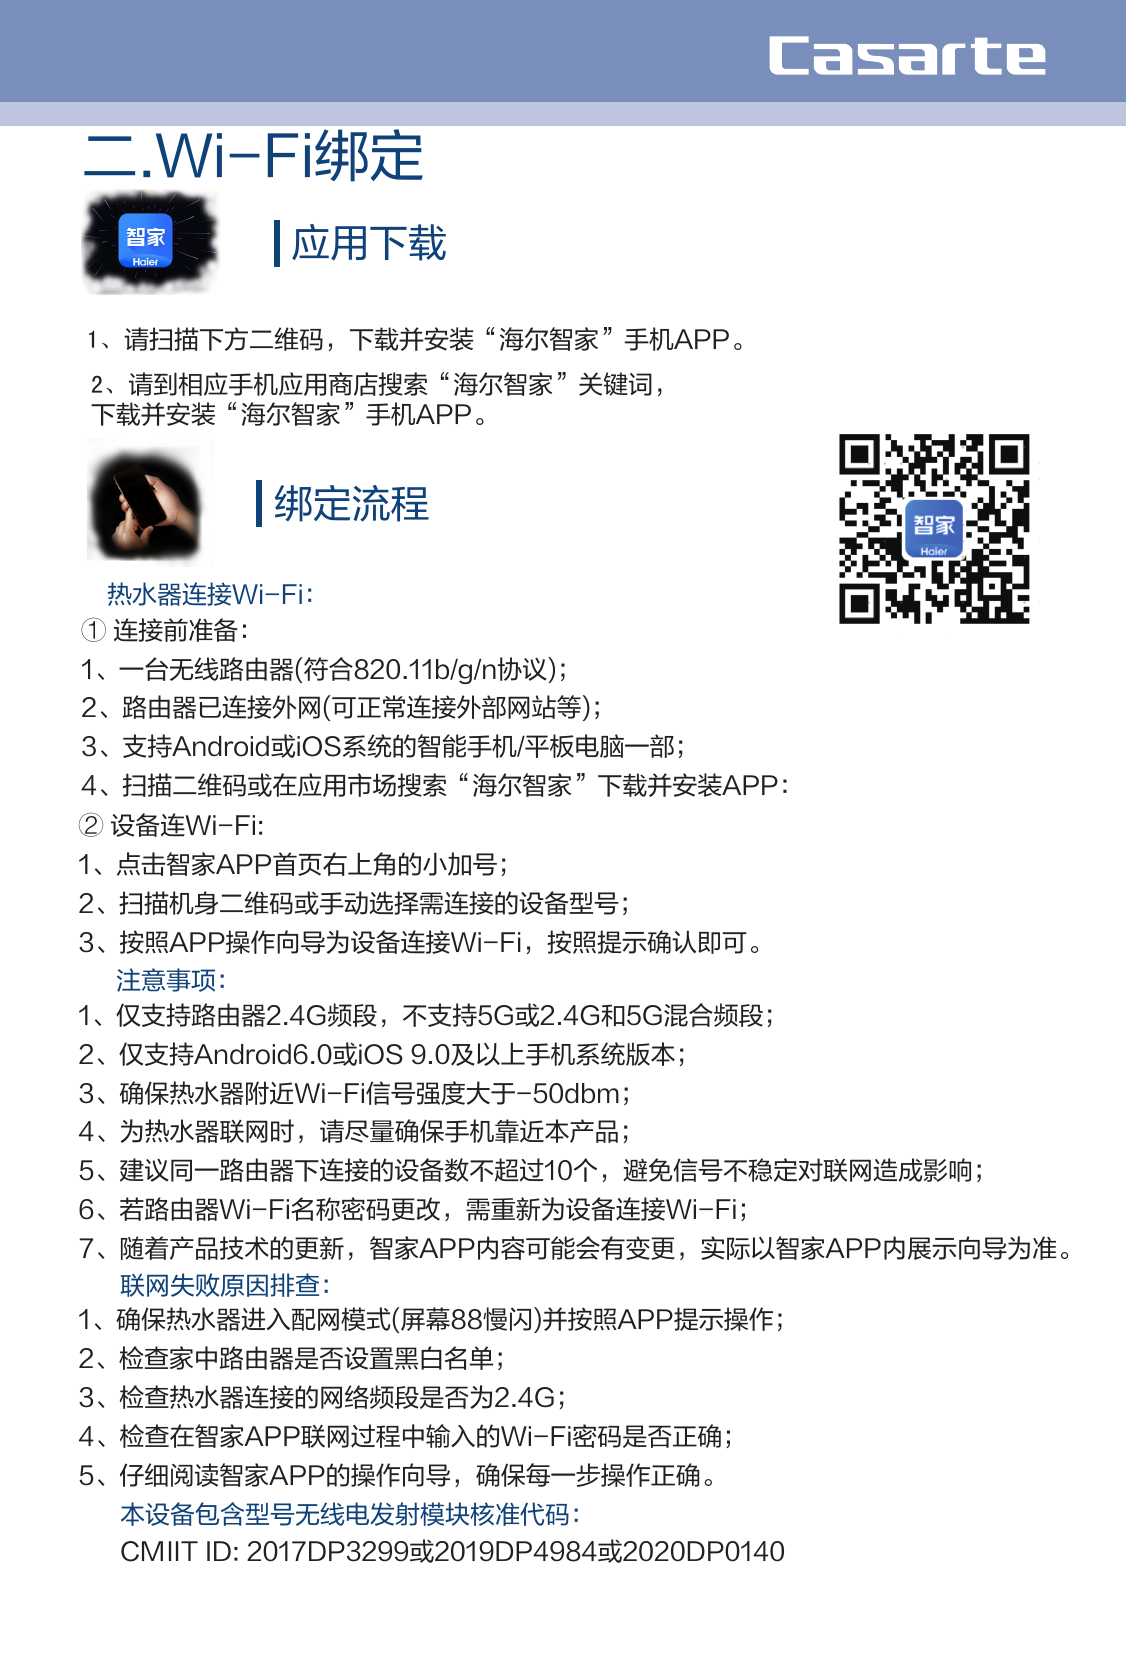 Casarte
二.Wi-Fi绑定
智家
Haier
应用下载
1、请扫描下方二维码，下载并安装“海尔智家”手机APP。
2、请到相应手机应用商店搜索“海尔智家”关键词，
下载并安装“海尔智家”手机APP。
绑定流程
智家
Haier
热水器连接Wi-Fi：
① 连接前准备：
1、一台无线路由器(符合820.11b/g/n协议)；
2、路由器已连接外网(可正常连接外部网站等)；
3、支持Android或iOS系统的智能手机/平板电脑一部；
4、扫描二维码或在应用市场搜索“海尔智家”下载并安装APP：
② 设备连Wi-Fi:
1、点击智家APP首页右上角的小加号；
2、扫描机身二维码或手动选择需连接的设备型号；
3、按照APP操作向导为设备连接Wi-Fi，按照提示确认即可。
注意事项：
1、仅支持路由器2.4G频段，不支持5G或2.4G和5G混合频段；
2、仅支持Android6.0或iOS 9.0及以上手机系统版本；
3、确保热水器附近Wi-Fi信号强度大于-50dbm；
4、为热水器联网时，请尽量确保手机靠近本产品；
5、建议同一路由器下连接的设备数不超过10个，避免信号不稳定对联网造成影响；
6、若路由器Wi-Fi名称密码更改，需重新为设备连接Wi-Fi；
7、随着产品技术的更新，智家APP内容可能会有变更，实际以智家APP内展示向导为准。
联网失败原因排查：
1、确保热水器进入配网模式(屏幕88慢闪)并按照APP提示操作；
2、检查家中路由器是否设置黑白名单；
3、检查热水器连接的网络频段是否为2.4G；
4、检查在智家APP联网过程中输入的Wi-Fi密码是否正确；
5、仔细阅读智家APP的操作向导，确保每一步操作正确。
本设备包含型号无线电发射模块核准代码：
CMIIT ID: 2017DP3299或2019DP4984或2020DP0140